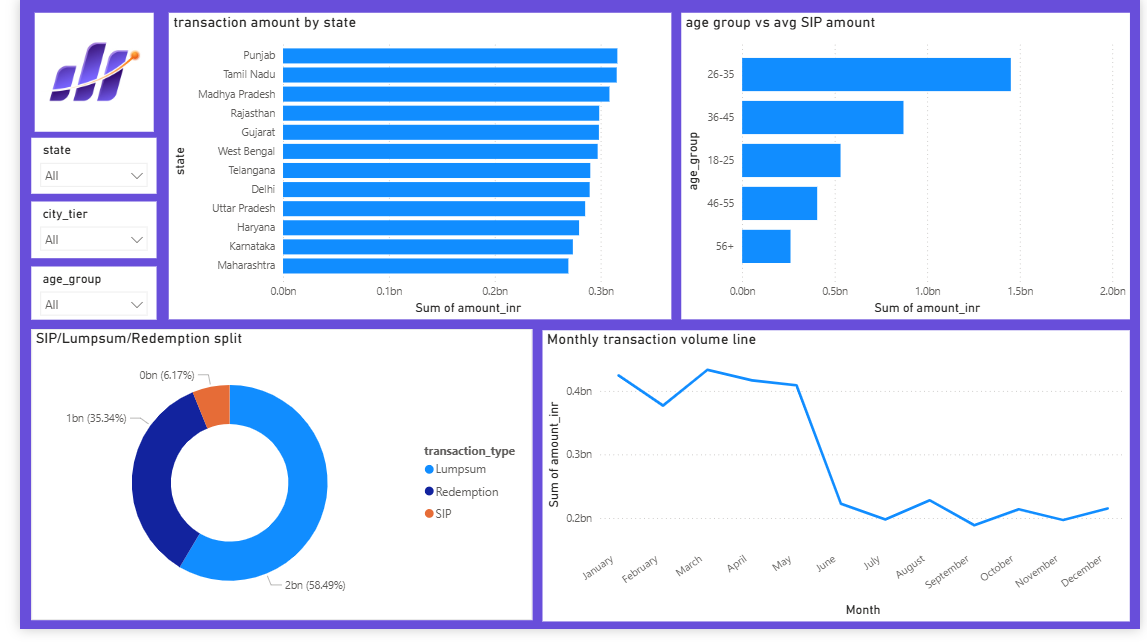 transaction amount by state
state
Punjab
Tamil Nadu
Madhya Pradesh
Rajasthan
Gujarat
West Bengal
Telangana
Delhi
Uttar Pradesh
Haryana
Karnataka
Maharashtra
0.0bn 0.1bn 0.2bn 0.3bn
Sum of amount_inr
age group vs avg SIP amount
age_group
26-35
36-45
18-25
46-55
56+
0.0bn 0.5bn 1.0bn 1.5bn 2.0bn
Sum of amount_inr
state
All
city_tier
All
age_group
All
SIP/Lumpsum/Redemption split
0bn (6.17%)
1bn (35.34%)
2bn (58.49%)
transaction_type
Lumpsum
Redemption
SIP
Monthly transaction volume line
Sum of amount_inr
0.4bn
0.3bn
0.2bn
January February March April May June July August September October November December
Month